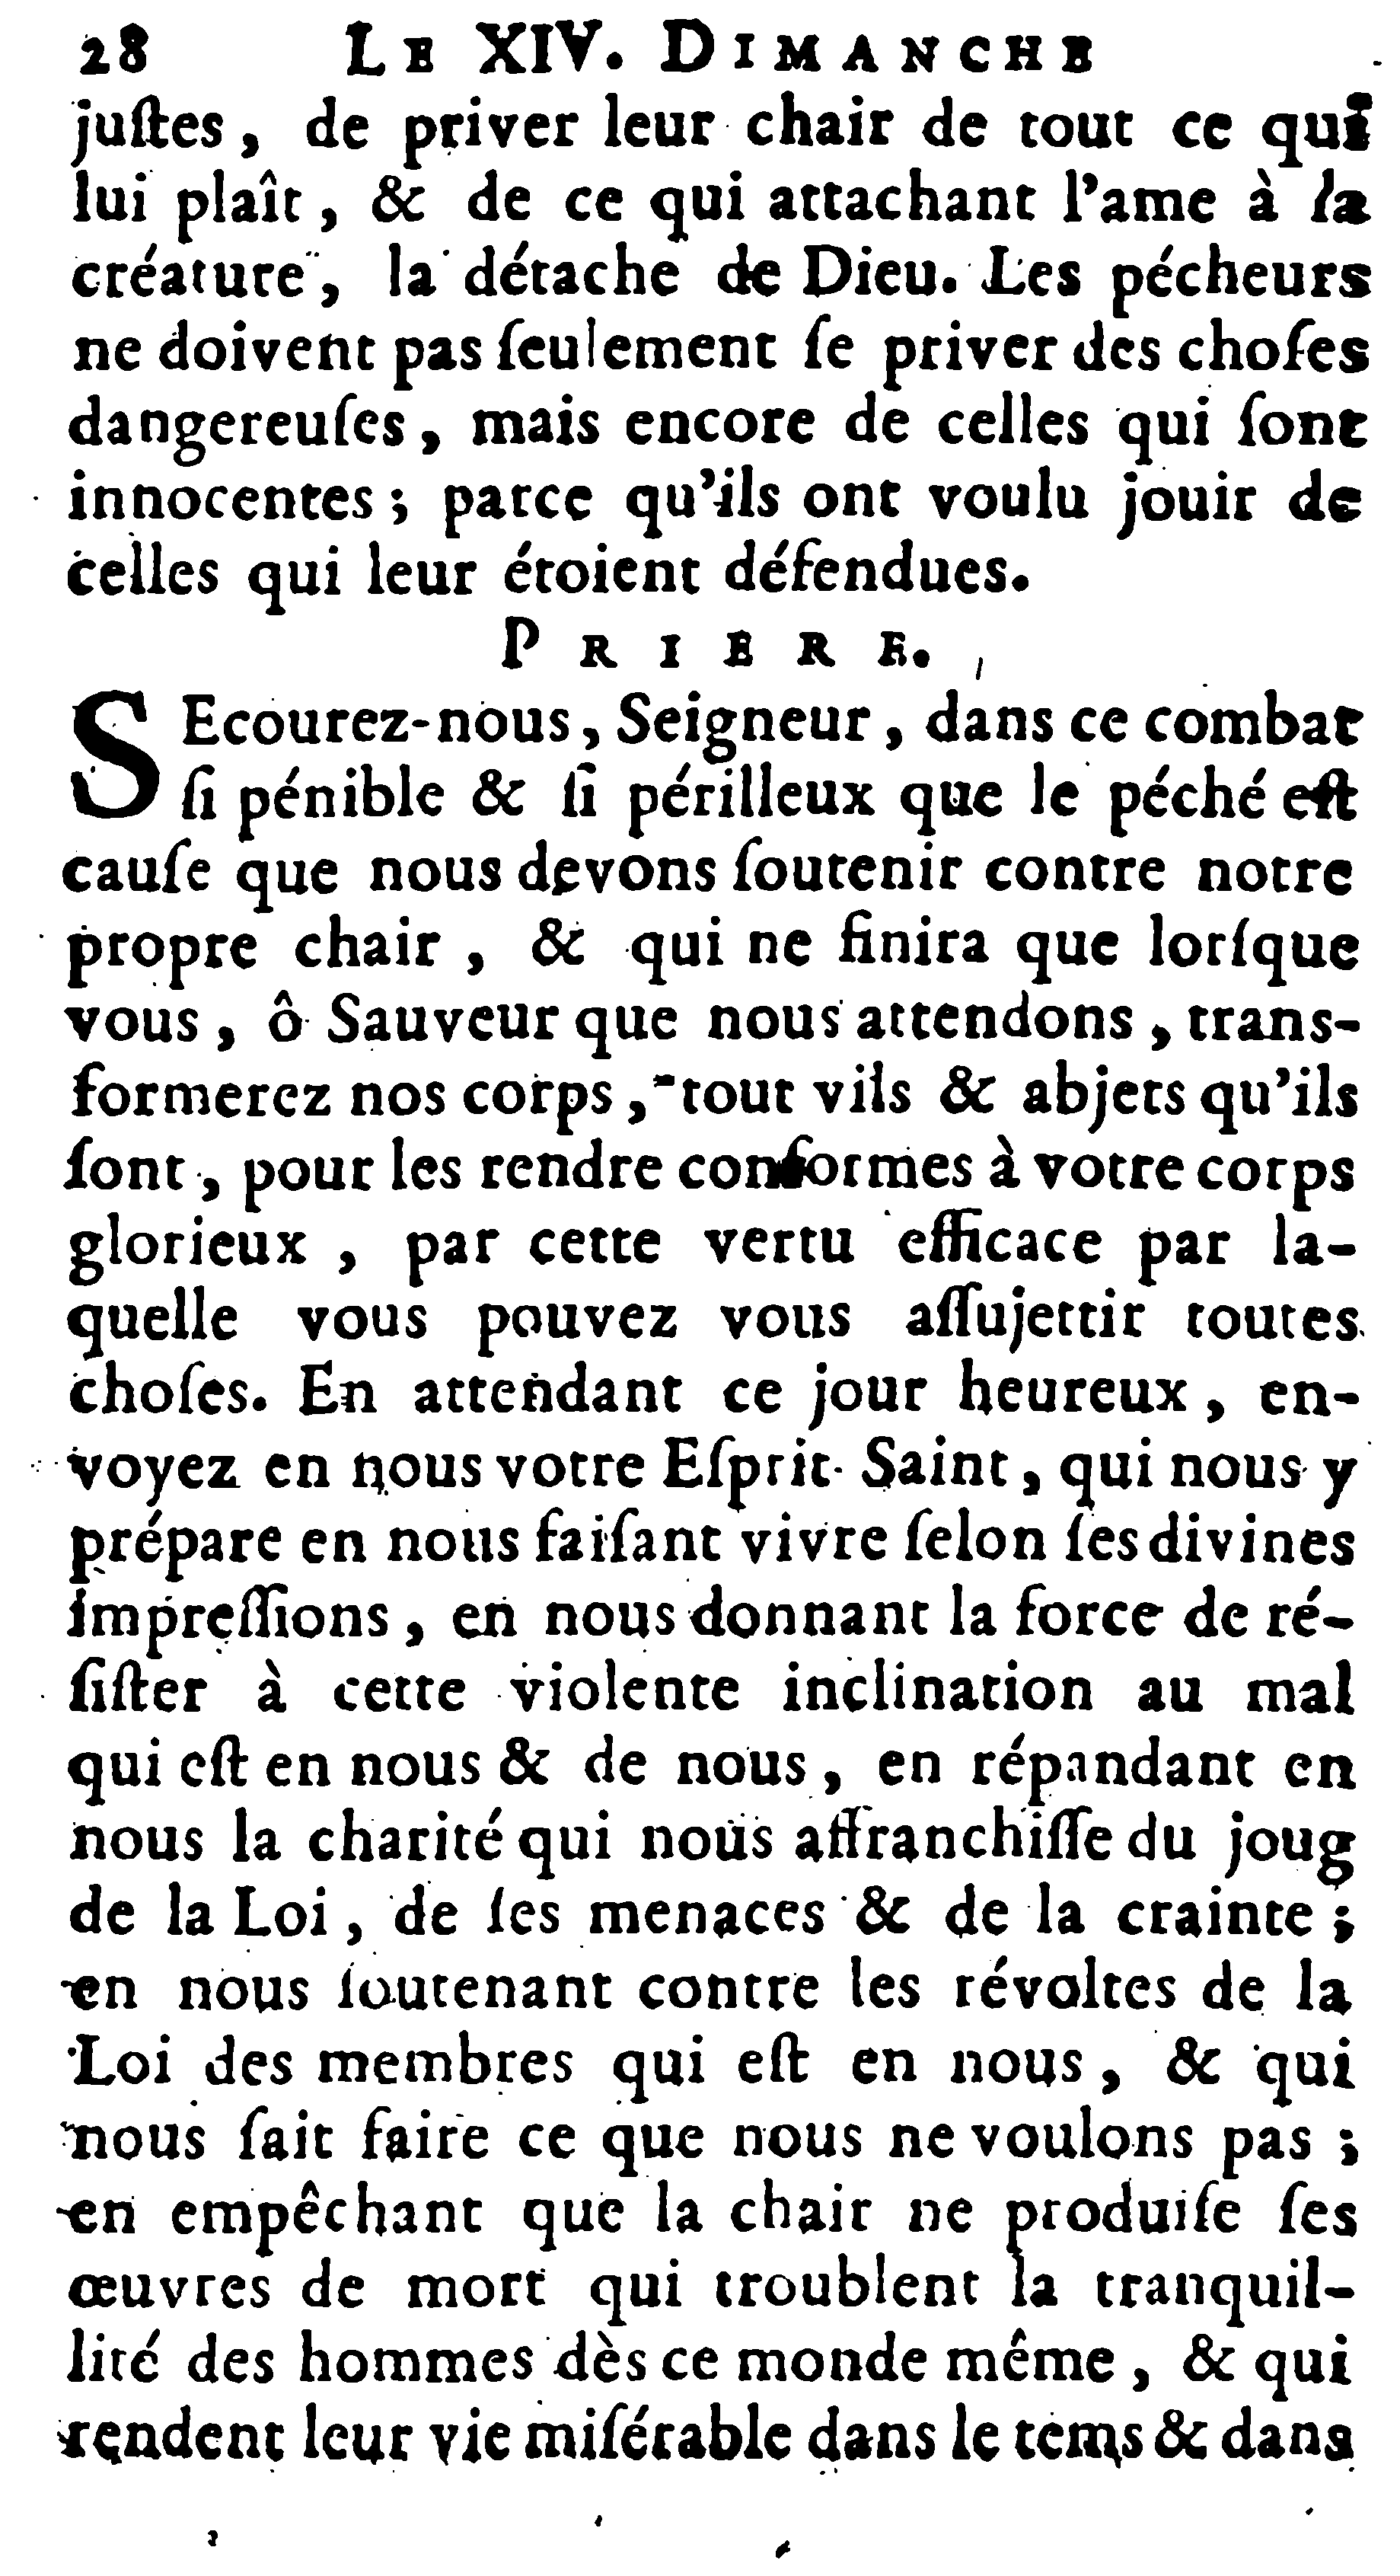 28 LE XIV. DIMANCHE
juſtes, de priver leur chair de tout ce qui
lui plaît, & de ce qui attachant l'ame à la
créature, la détache de Dieu. Les pécheurs
ne doivent pas ſeulement ſe priver des choſes
dangereuſes, mais encore de celles qui ſont
innocentes; parce qu'ils ont voulu jouir de
celles qui leur étoient défendues.
PRIERE.
SEcourez-nous, Seigneur, dans ce combat
ſi pénible & ſi périlleux que le péché eſt
cauſe que nous devons ſoutenir contre notre
propre chair, & qui ne finira que lorſque
vous, ô Sauveur que nous attendons, trans-
formerez nos corps, tout vils & abjets qu'ils
ſont, pour les rendre conformes à votre corps
glorieux, par cette vertu efficace par la-
quelle vous pouvez vous aſſujettir toutes
choſes. En attendant ce jour heureux, en-
voyez en nous votre Eſprit Saint, qui nous y
prépare en nous faiſant vivre ſelon ſes divines
impreſſions, en nous donnant la force de ré-
ſiſter à cette violente inclination au mal
qui eſt en nous & de nous, en répandant en
nous la charité qui nous affranchiſſe du joug
de la Loi, de ſes menaces & de la crainte;
en nous ſoutenant contre les révoltes de la
Loi des membres qui eſt en nous, & qui
nous fait faire ce que nous ne voulons pas;
en empêchant que la chair ne produiſe ſes
œuvres de mort qui troublent la tranquil-
lité des hommes dès ce monde même, & qui
rendent leur vie miſérable dans le tems & dans